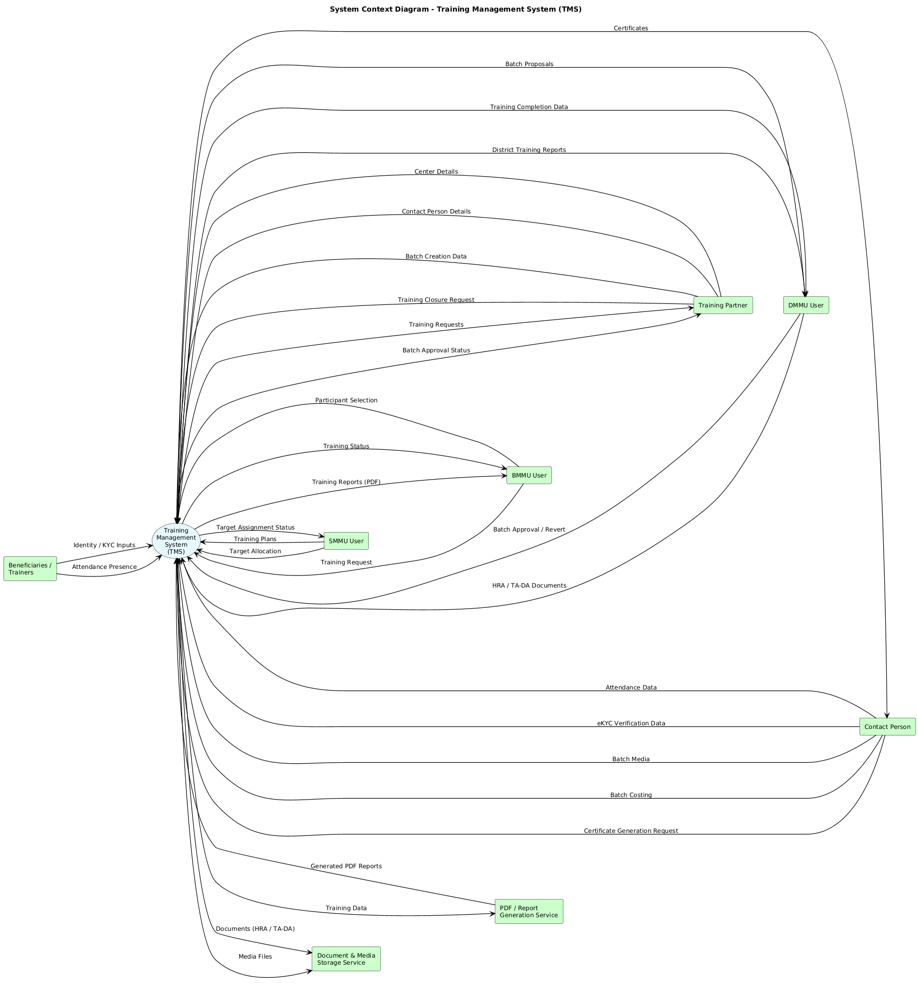 System Context Diagram - Training Management System (TMS)
Certificates
Batch Proposals
Training Completion Data
District Training Reports
Center Details
Contact Person Details
Batch Creation Data
Training Closure Request
Training Partner
DMMU User
Training Requests
Batch Approval Status
Participant Selection
Training Status
BMMU User
Training Reports (PDF)
Target Assignment Status
Training
Management
System
(TMS)
Training Plans
SMMU User
Target Allocation
Batch Approval / Revert
Identity / KYC Inputs
Beneficiaries /
Trainers
Attendance Presence
Training Request
HRA / TA-DA Documents
Attendance Data
eKYC Verification Data
Contact Person
Batch Media
Batch Costing
Certificate Generation Request
Generated PDF Reports
Training Data
PDF / Report
Generation Service
Documents (HRA / TA-DA)
Media Files
Document & Media
Storage Service